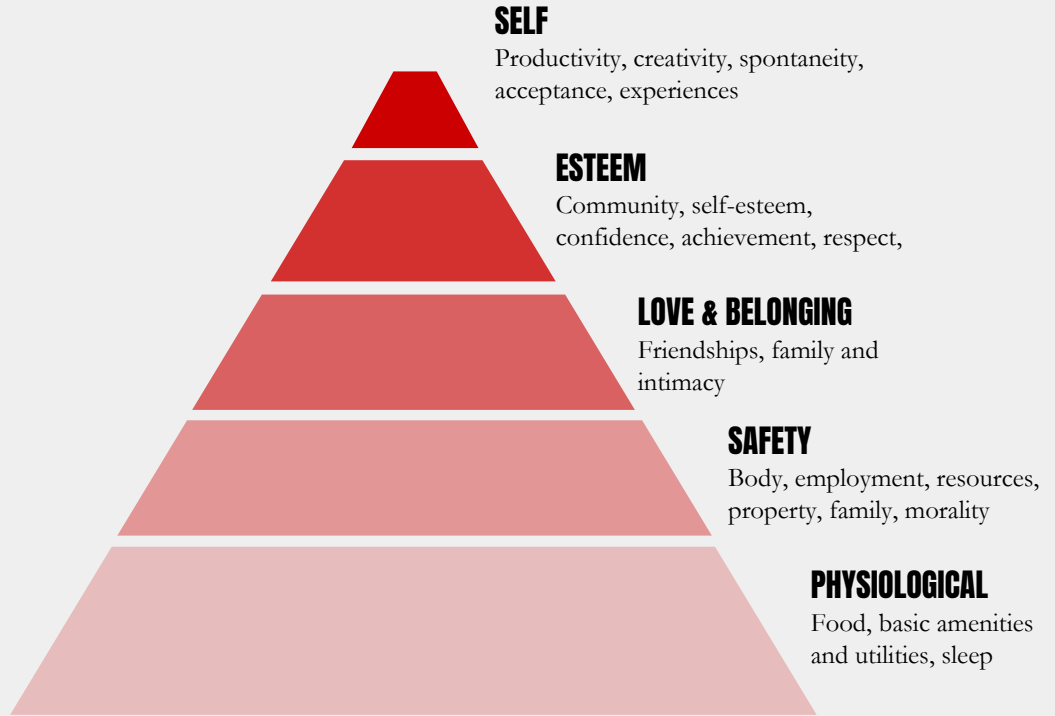 SELF
Productivity, creativity, spontaneity,
acceptance, experiences
ESTEEM
Community, self-esteem,
confidence, achievement, respect,
LOVE & BELONGING
Friendships, family and
intimacy
SAFETY
Body, employment, resources,
property, family, morality
PHYSIOLOGICAL
Food, basic amenities
and utilities, sleep